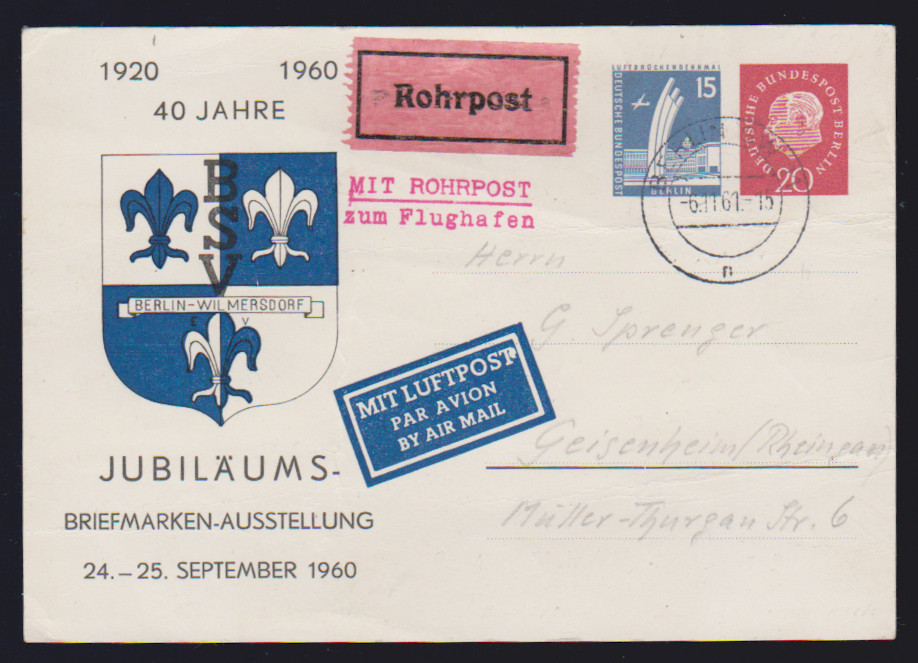 1920 1960
40 JAHRE
BSV
BERLIN-WILMERSDORF
E V
JUBILÄUMS-
BRIEFMARKEN-AUSSTELLUNG
24.–25. SEPTEMBER 1960
Rohrpost
MIT ROHRPOST
zum Flughafen
LUFTBRÜCKENDENKMAL
15
DEUTSCHE BUNDESPOST
BERLIN
DEUTSCHE BUNDESPOST BERLIN
20
BERLIN
-6.11.61.-15
n
Herrn
G. Sprenger
MIT LUFTPOST
PAR AVION
BY AIR MAIL
Geisenheim (Rheingau)
Müller-Thurgau Str. 6